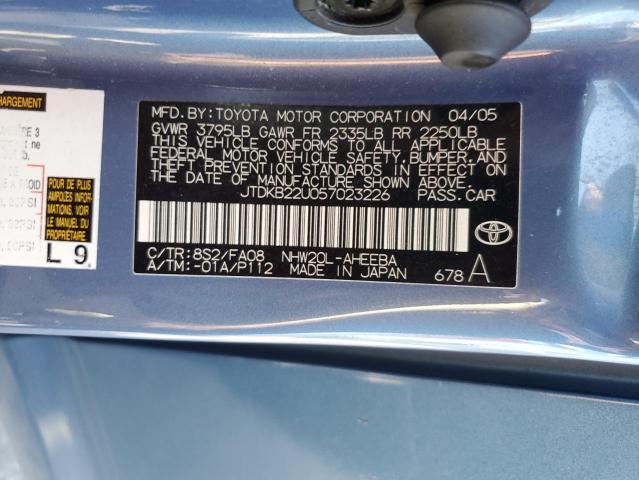 MFD. BY: TOYOTA MOTOR CORPORATION 04/05
GVWR 3795LB GAWR FR 2335LB RR 2250LB
THIS VEHICLE CONFORMS TO ALL APPLICABLE
FEDERAL MOTOR VEHICLE SAFETY, BUMPER, AND
THEFT PREVENTION STANDARDS IN EFFECT ON
THE DATE OF MANUFACTURE SHOWN ABOVE.
JTDKB22U057023226 PASS. CAR
C/TR: 8S2/FA08 NHW20L-AHEEBA
A/TM: -01A/P112 MADE IN JAPAN 678 A
TOYOTA
CHARGEMENT
POUR DE PLUS
AMPLES INFOR-
MATIONS, VOIR
LE MANUEL DU
PROPRIÉTAIRE
L 9